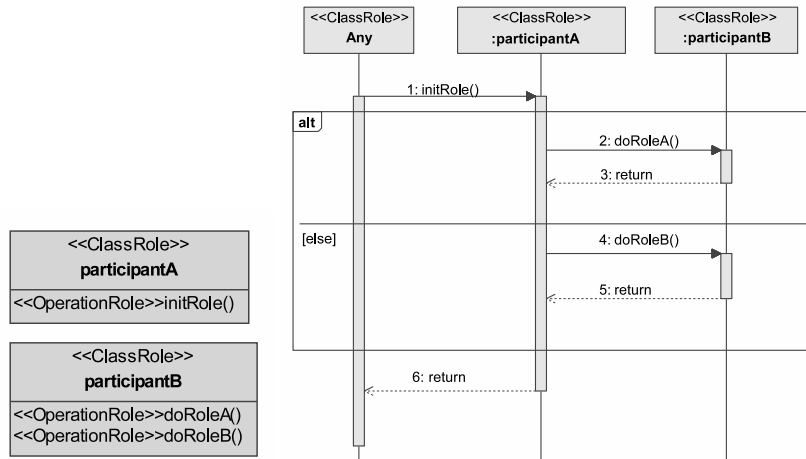 <<ClassRole>>
Any
<<ClassRole>>
:participantA
<<ClassRole>>
:participantB
1: initRole()
alt
2: doRoleA()
3: return
[else]
4: doRoleB()
5: return
6: return
<<ClassRole>>
participantA
<<OperationRole>>initRole()
<<ClassRole>>
participantB
<<OperationRole>>doRoleA()
<<OperationRole>>doRoleB()